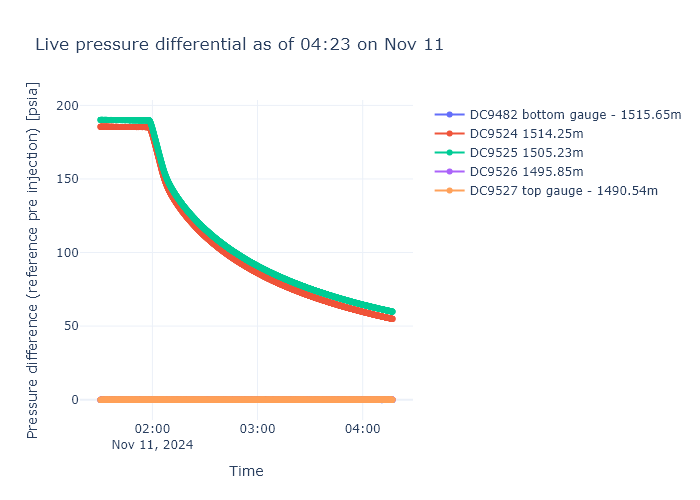 Live pressure differential as of 04:23 on Nov 11
Pressure difference (reference pre injection) [psia]
200
150
100
50
0
02:00
Nov 11, 2024
03:00
04:00
Time
DC9482 bottom gauge - 1515.65m
DC9524 1514.25m
DC9525 1505.23m
DC9526 1495.85m
DC9527 top gauge - 1490.54m